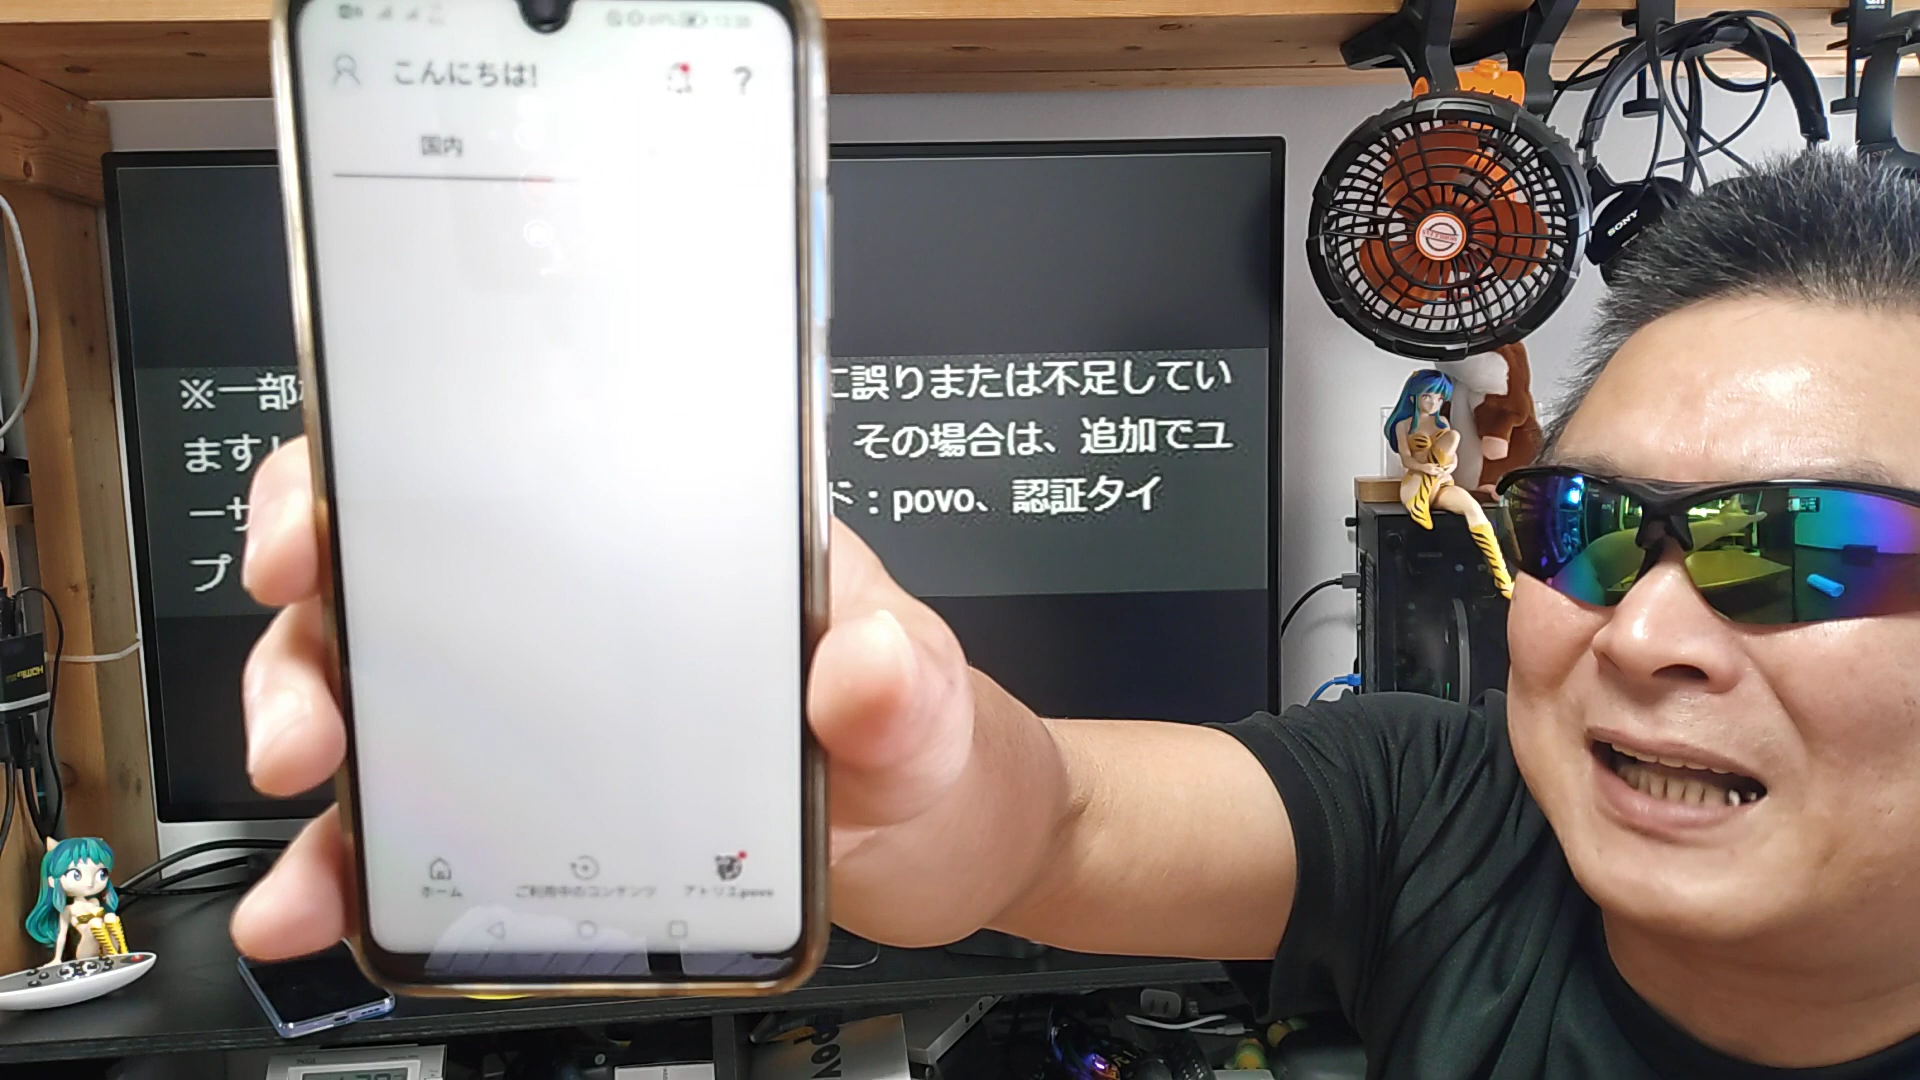 こんにちは!
?
国内
※一部
に誤りまたは不足してい
ます
その場合は、追加でユ
ーザ
ド:povo、認証タイ
プ
ホーム
ご利用中のコンテンツ
アトリエpovo
SONY
HDMI